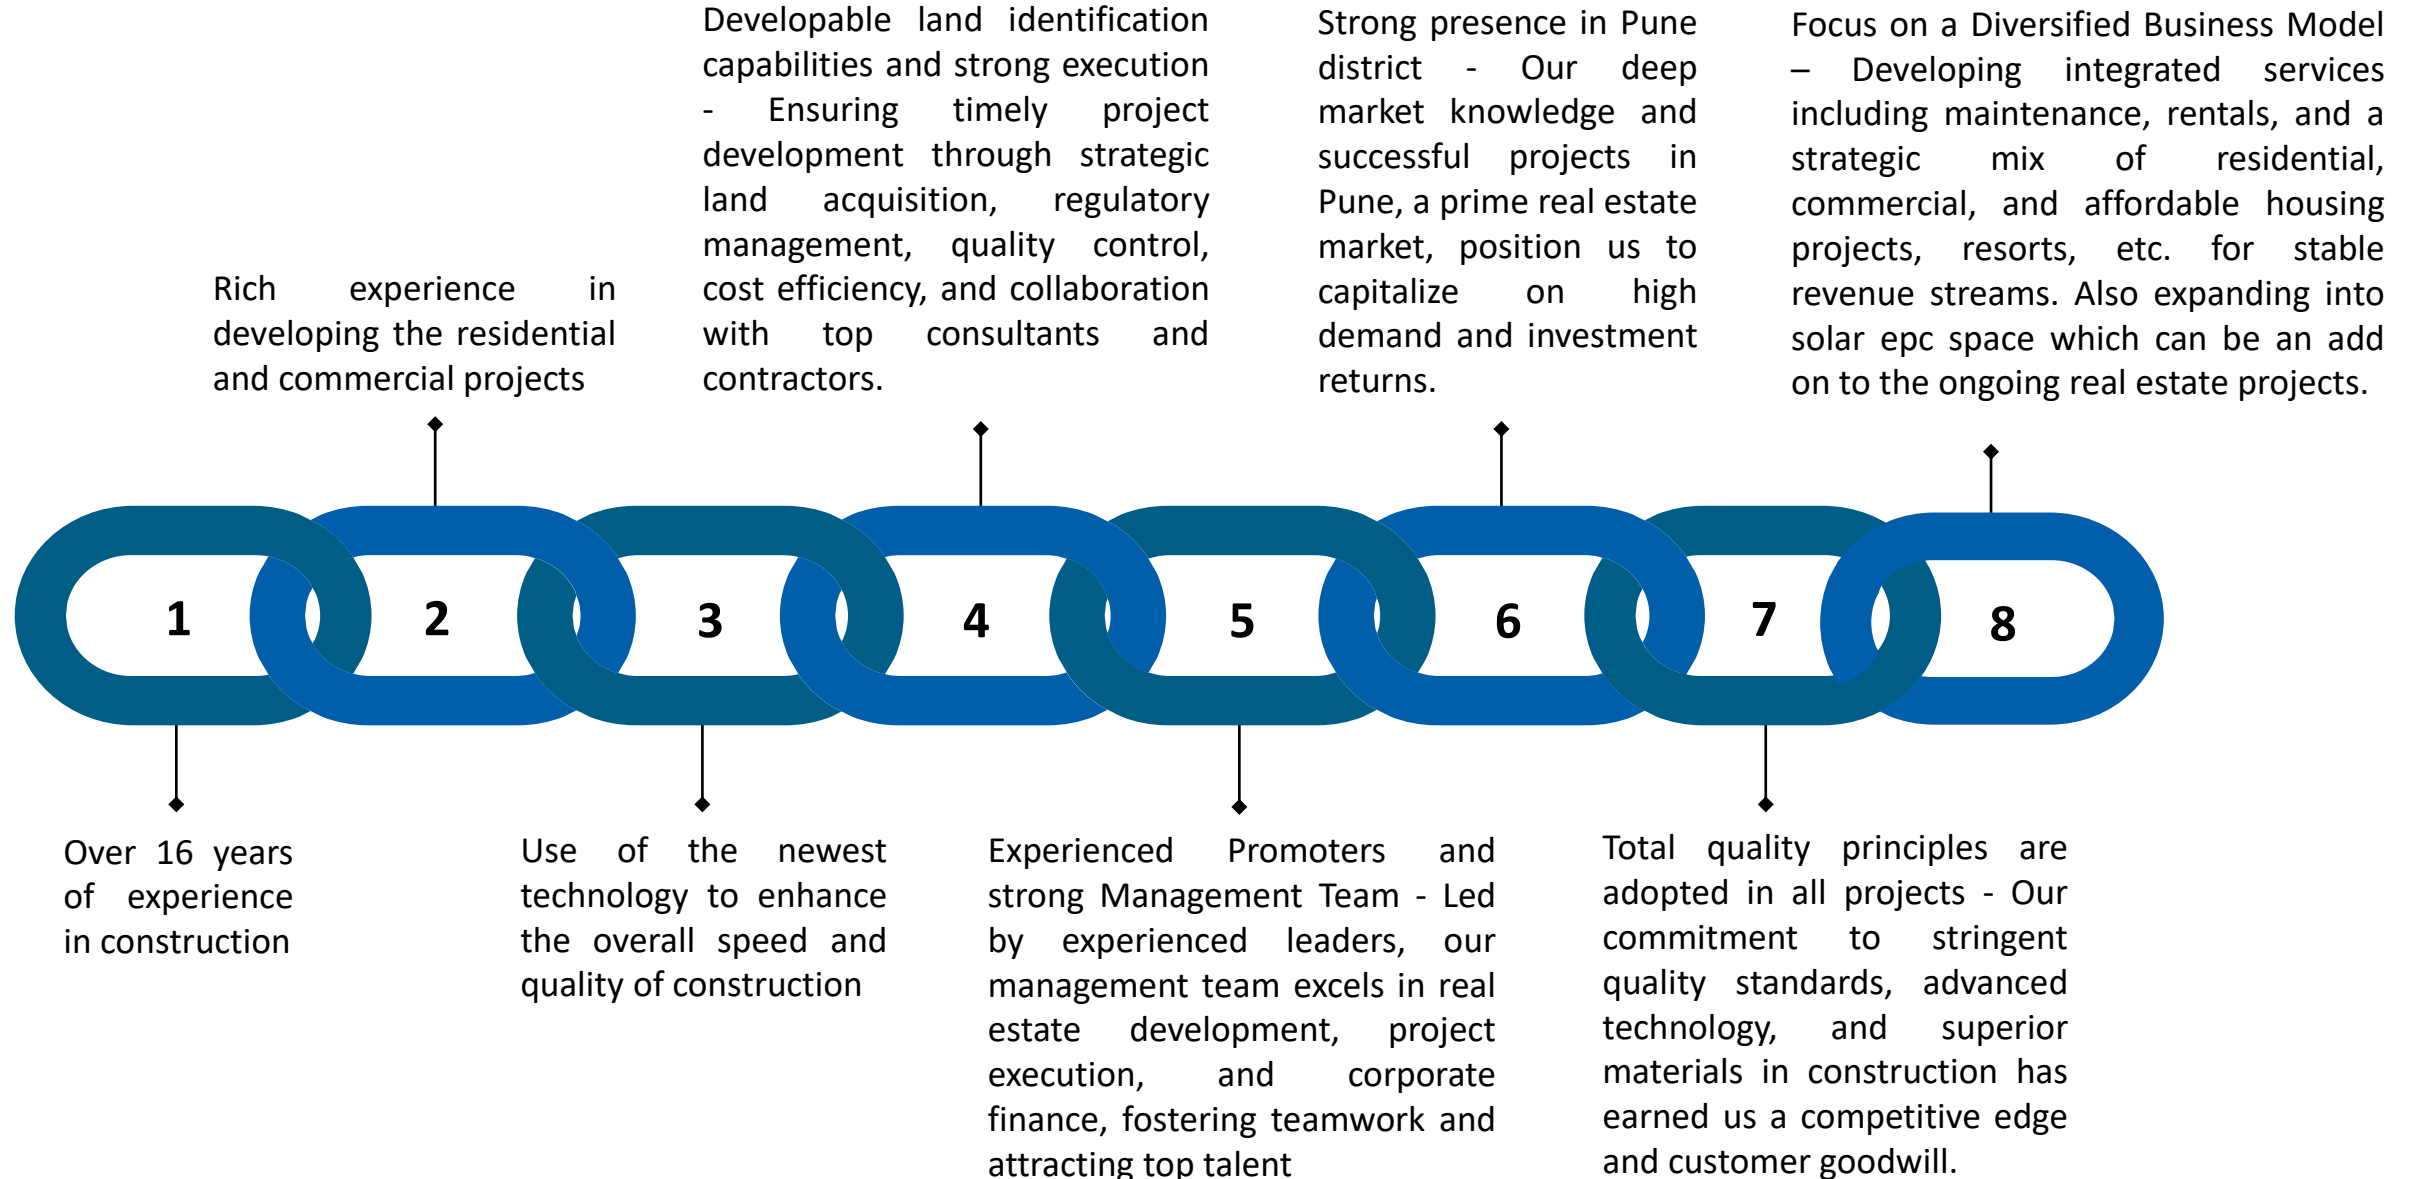 Developable land identification
capabilities and strong execution
- Ensuring timely project
development through strategic
land acquisition, regulatory
management, quality control,
cost efficiency, and collaboration
with top consultants and
contractors.
Strong presence in Pune
district - Our deep
market knowledge and
successful projects in
Pune, a prime real estate
market, position us to
capitalize on high
demand and investment
returns.
Focus on a Diversified Business Model
– Developing integrated services
including maintenance, rentals, and a
strategic mix of residential,
commercial, and affordable housing
projects, resorts, etc. for stable
revenue streams. Also expanding into
solar epc space which can be an add
on to the ongoing real estate projects.
Rich experience in
developing the residential
and commercial projects
1
2
3
4
5
6
7
8
Over 16 years
of experience
in construction
Use of the newest
technology to enhance
the overall speed and
quality of construction
Experienced Promoters and
strong Management Team - Led
by experienced leaders, our
management team excels in real
estate development, project
execution, and corporate
finance, fostering teamwork and
attracting top talent
Total quality principles are
adopted in all projects - Our
commitment to stringent
quality standards, advanced
technology, and superior
materials in construction has
earned us a competitive edge
and customer goodwill.